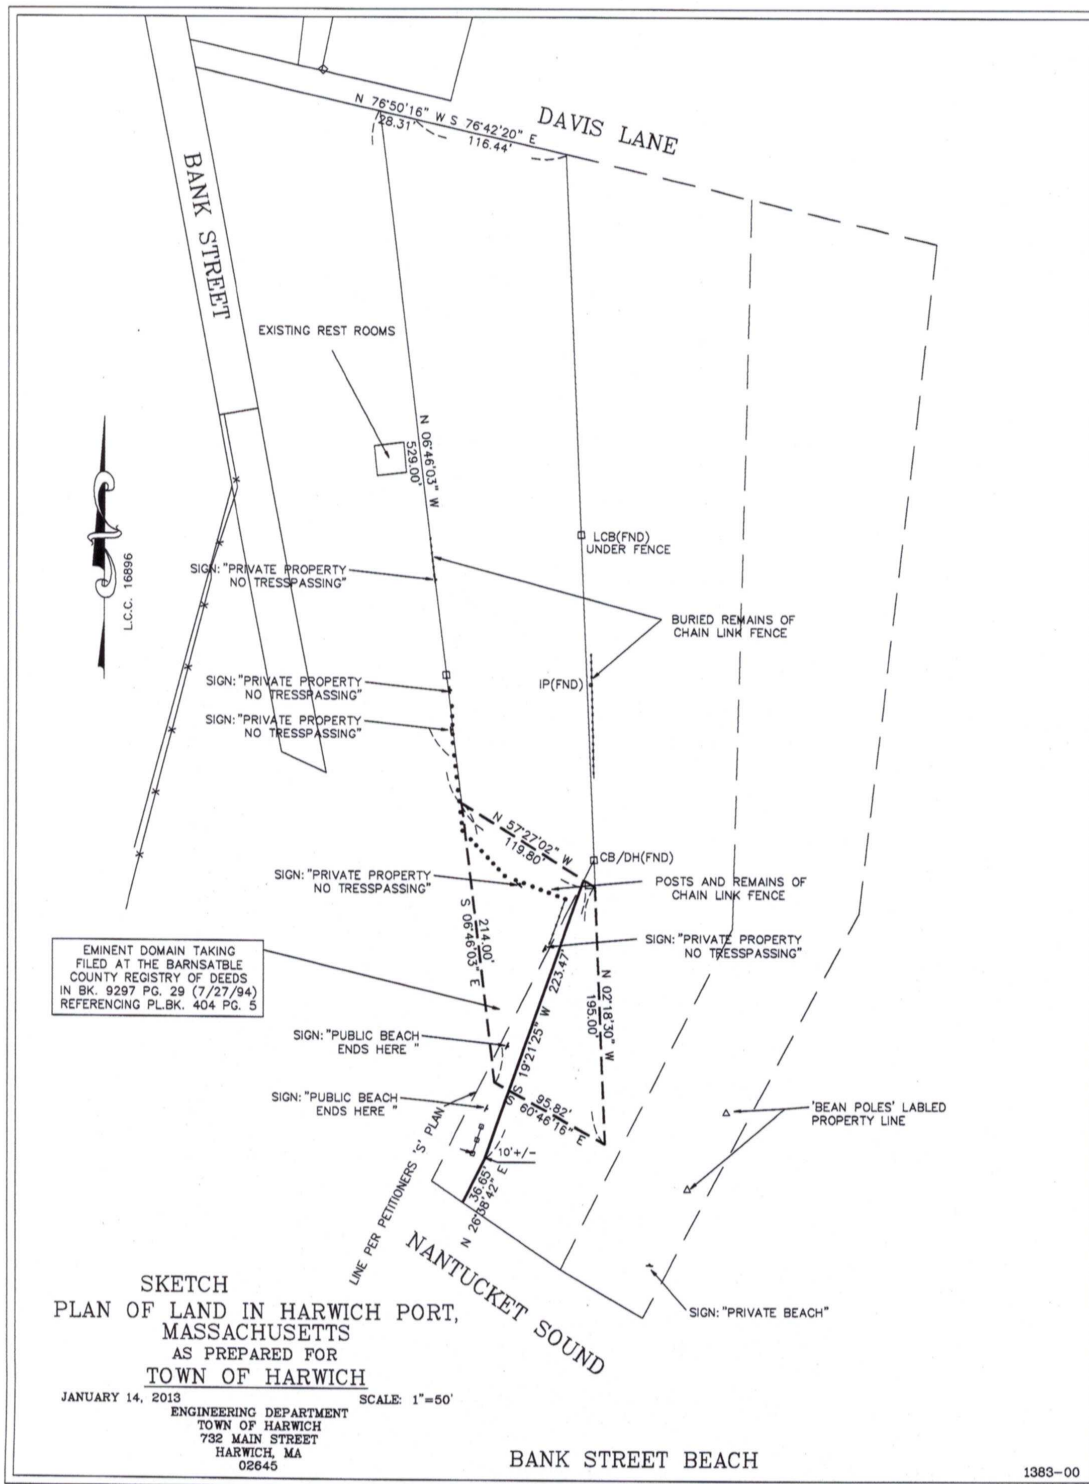 N 76°50'16" W S 76°42'20" E
28.31'
116.44'
DAVIS LANE
BANK STREET
EXISTING REST ROOMS
N 06°46'03" W
529.00'
L.C.C. 16896
LCB(FND)
UNDER FENCE
SIGN: "PRIVATE PROPERTY
NO TRESSPASSING"
BURIED REMAINS OF
CHAIN LINK FENCE
SIGN: "PRIVATE PROPERTY
NO TRESSPASSING"
IP(FND)
SIGN: "PRIVATE PROPERTY
NO TRESSPASSING"
N 57°27'02" W
119.80'
CB/DH(FND)
SIGN: "PRIVATE PROPERTY
NO TRESSPASSING"
POSTS AND REMAINS OF
CHAIN LINK FENCE
214.00'
S 06°46'03" E
SIGN: "PRIVATE PROPERTY
NO TRESSPASSING"
EMINENT DOMAIN TAKING
FILED AT THE BARNSATBLE
COUNTY REGISTRY OF DEEDS
IN BK. 9297 PG. 29 (7/27/94)
REFERENCING PL.BK. 404 PG. 5
S 19°21'25" W 223.47'
N 02°18'30" W
195.00'
SIGN: "PUBLIC BEACH
ENDS HERE "
SIGN: "PUBLIC BEACH
ENDS HERE "
95.82'
S 60°46'16" E
'BEAN POLES' LABLED
PROPERTY LINE
10'+/-
36.65'
N 26°38'42" E
LINE PER PETITIONERS 'S' PLAN
NANTUCKET SOUND
SIGN: "PRIVATE BEACH"
SKETCH
PLAN OF LAND IN HARWICH PORT,
MASSACHUSETTS
AS PREPARED FOR
TOWN OF HARWICH
JANUARY 14, 2013 SCALE: 1"=50'
ENGINEERING DEPARTMENT
TOWN OF HARWICH
732 MAIN STREET
HARWICH, MA
02645
BANK STREET BEACH
1383-00